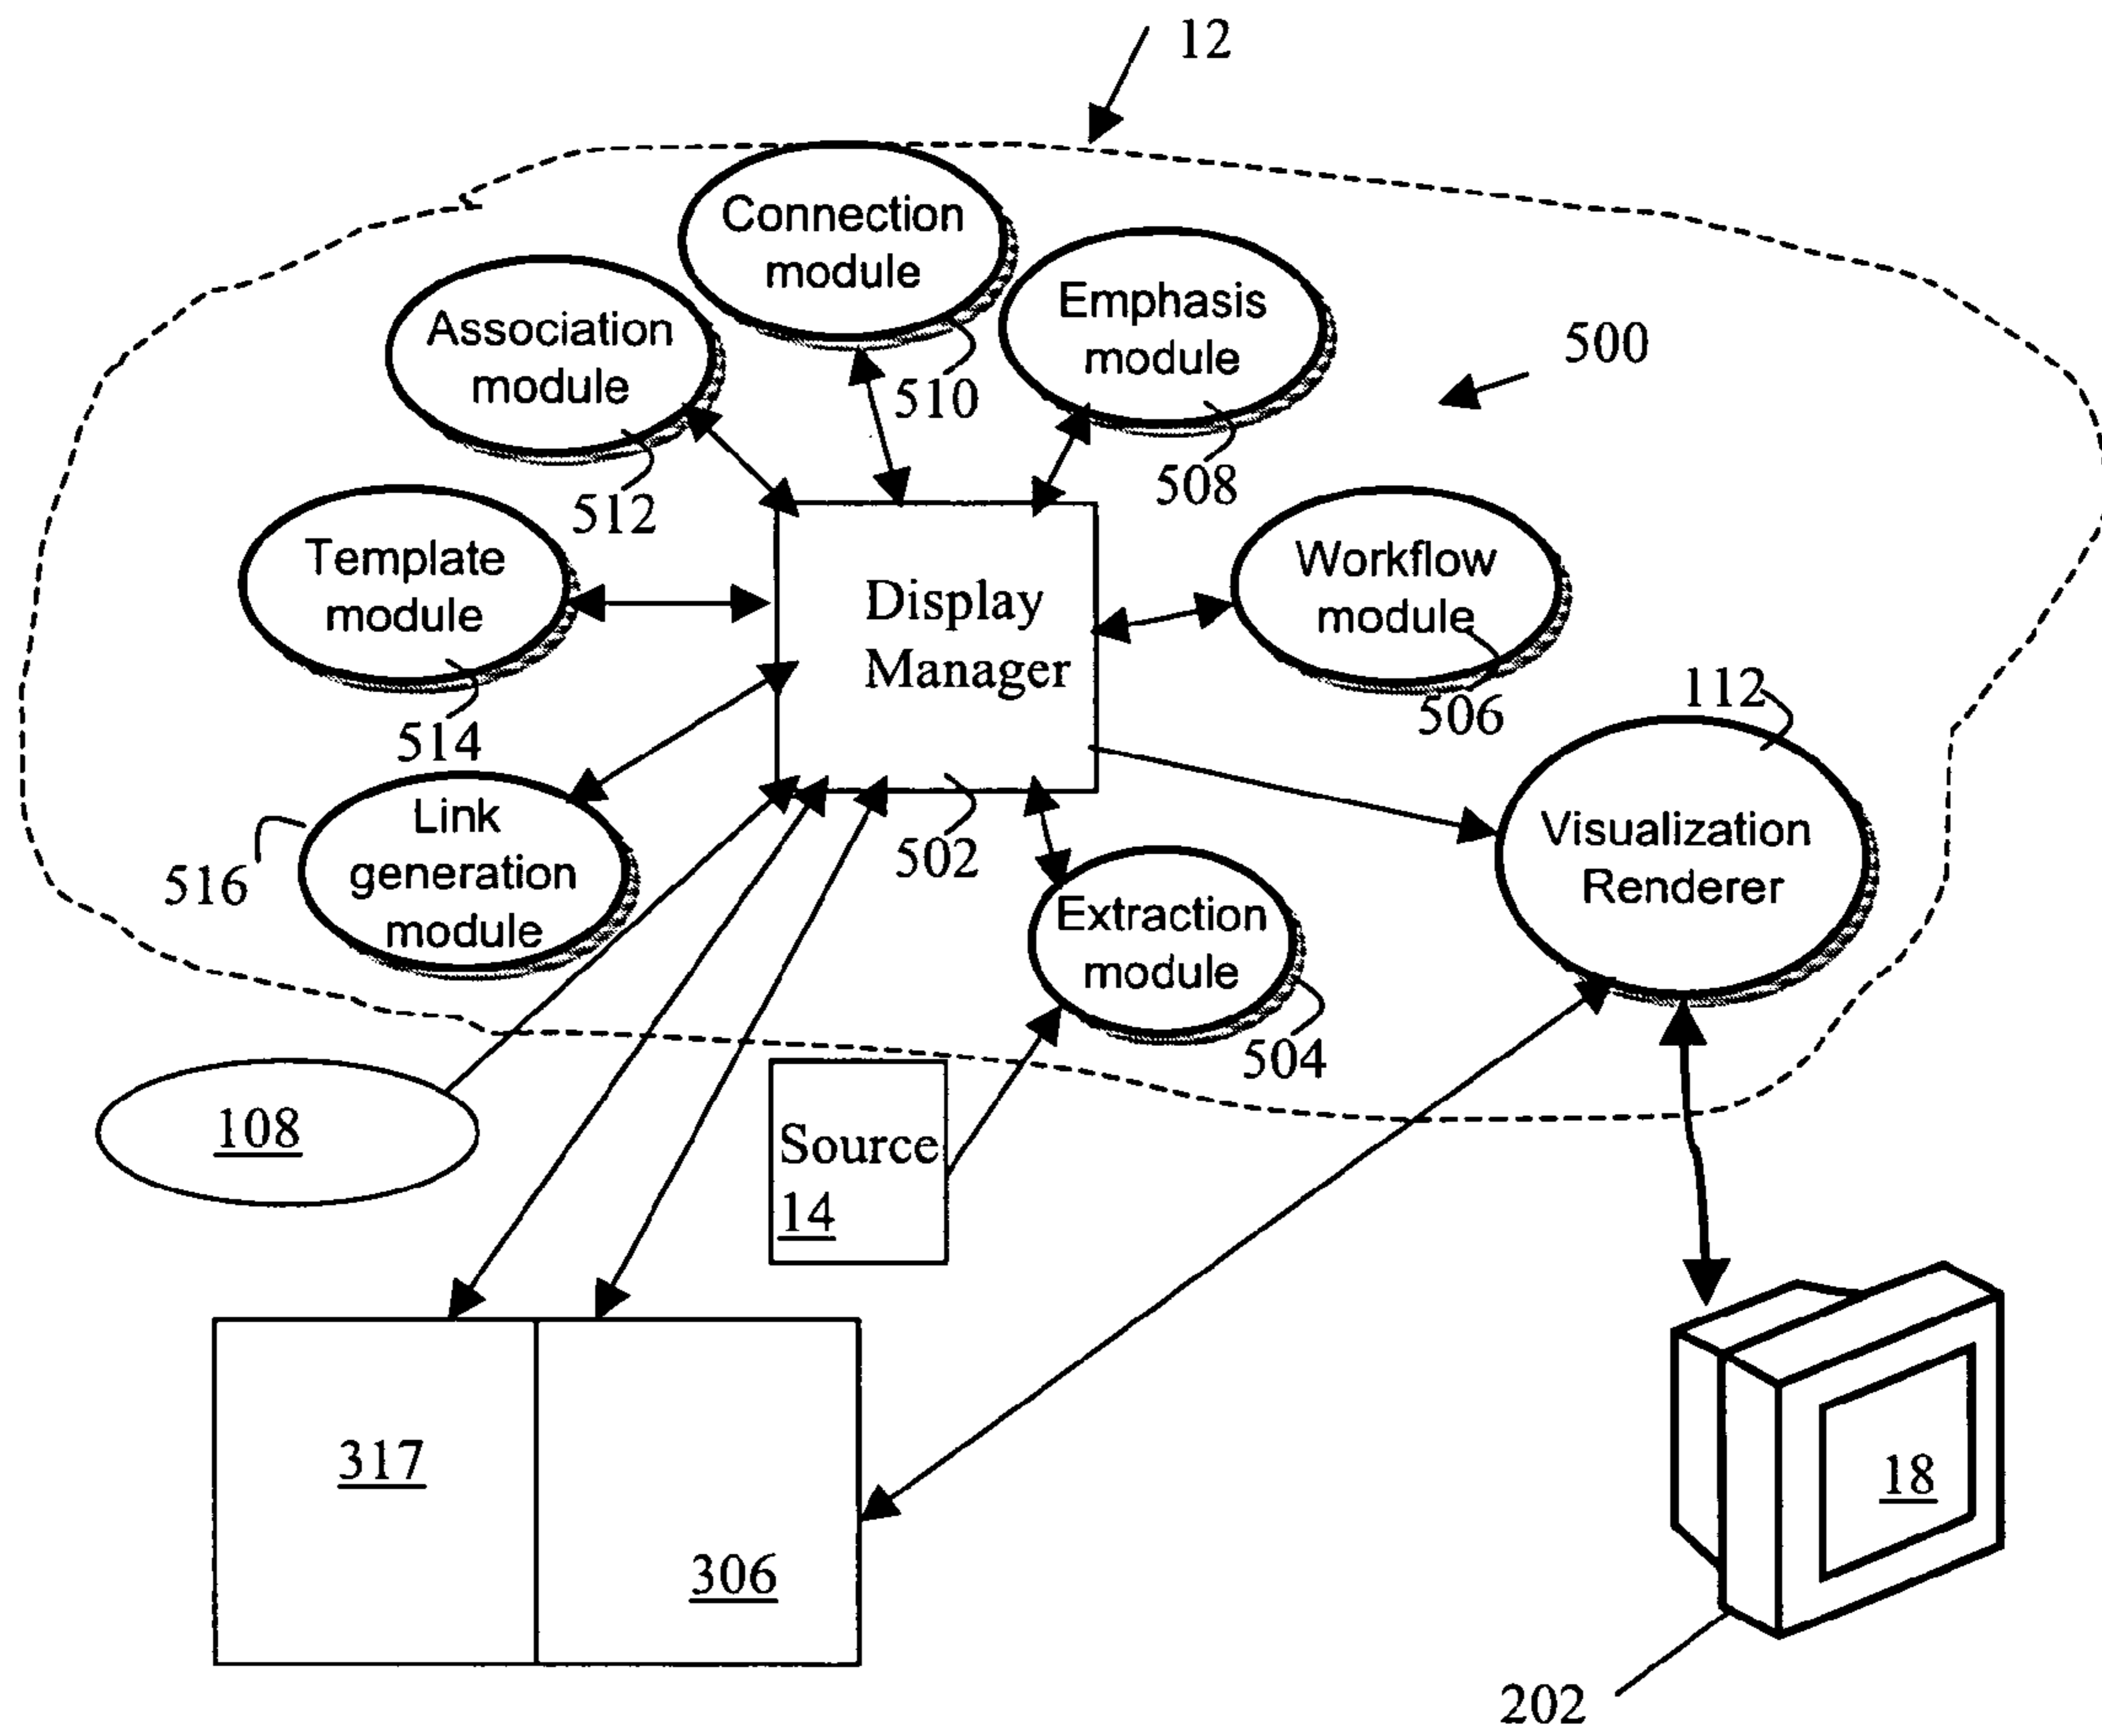 12
Connection
module
Emphasis
module
Association
module
500
510
508
512
Template
module
Display
Manager
Workflow
module
514
506
112
Link
generation
module
516
502
Visualization
Renderer
Extraction
module
504
108
Source
14
317
306
18
202